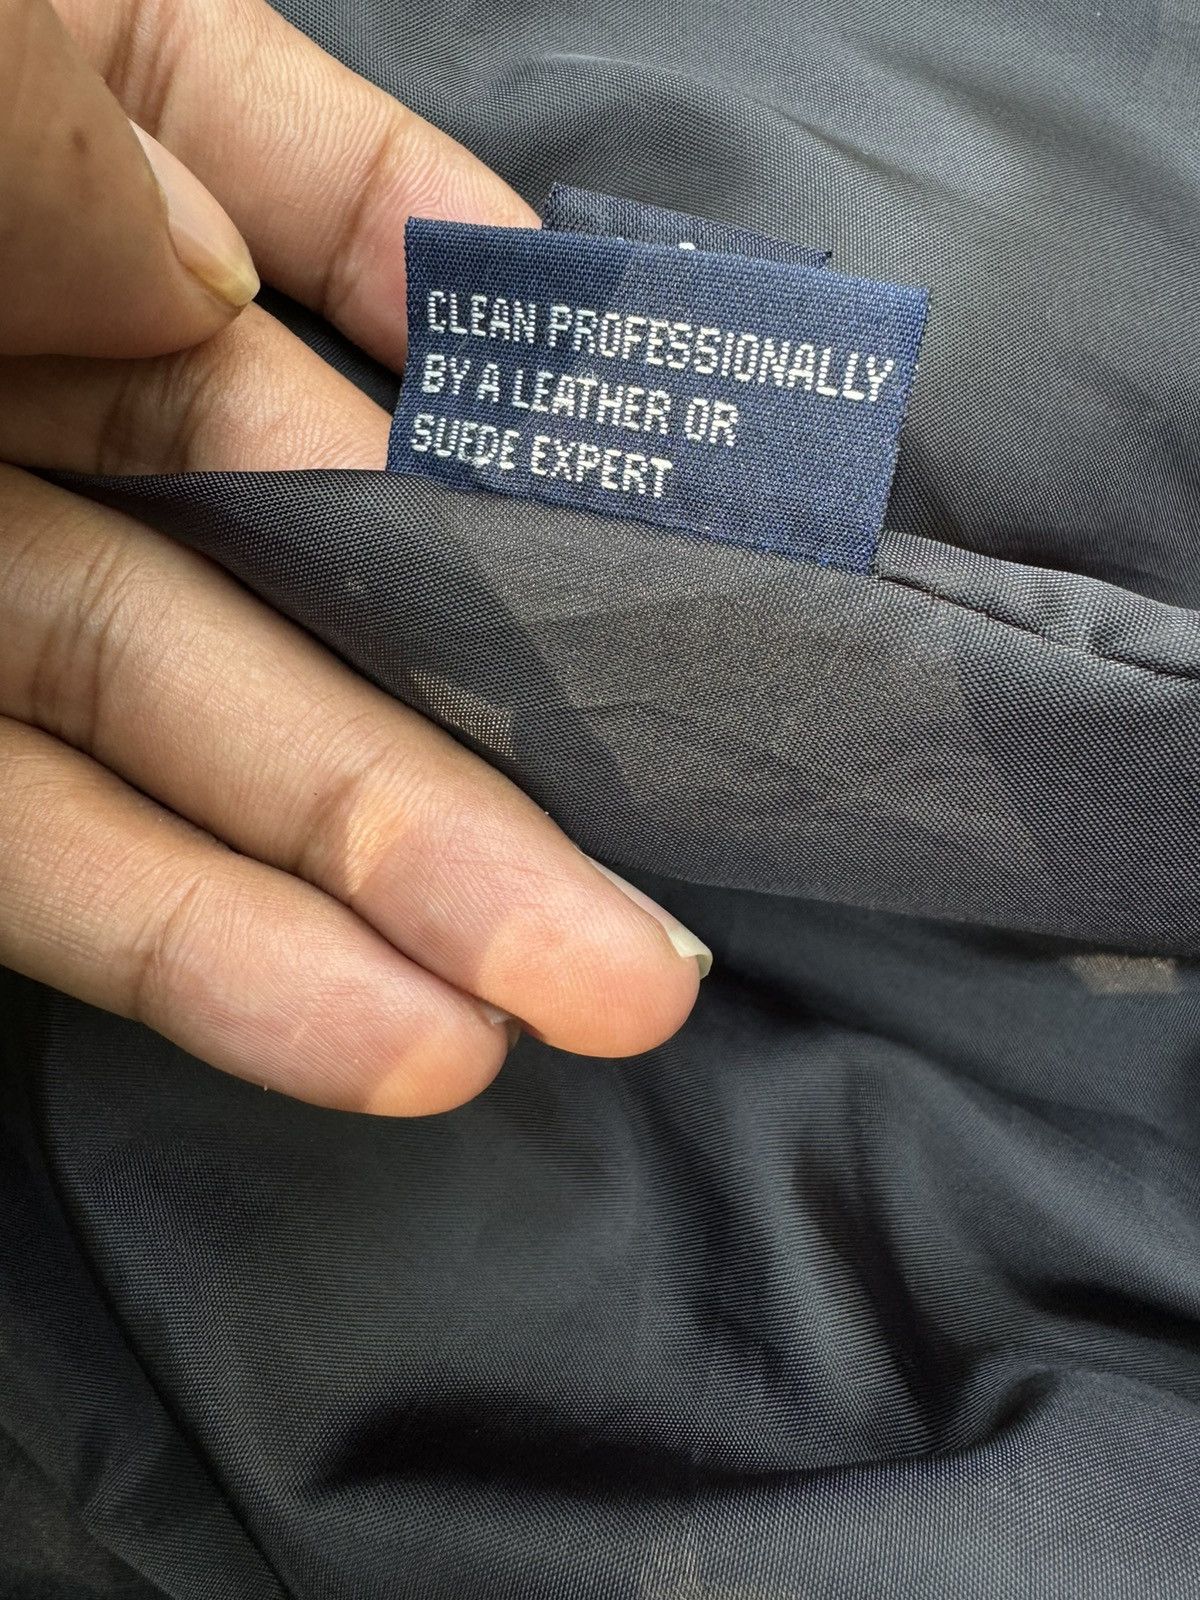 CLEAN PROFESSIONALLY
BY A LEATHER OR
SUEDE EXPERT